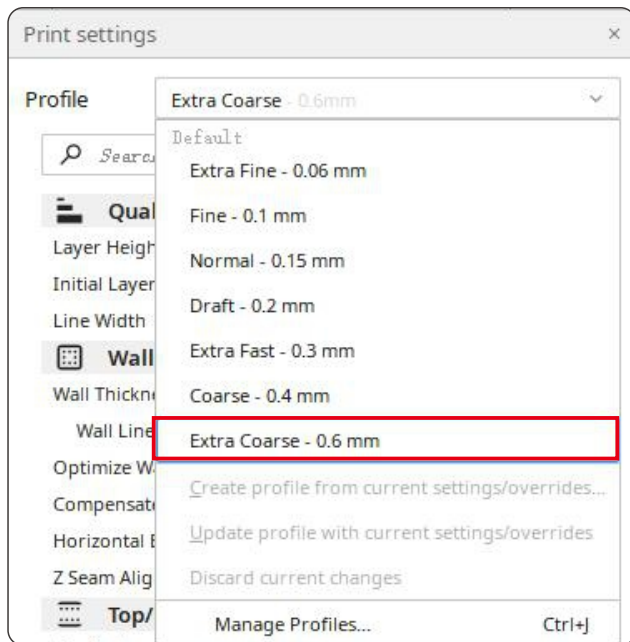 Print settings ×
Profile
Extra Coarse - 0.6mm
Default
Extra Fine - 0.06 mm
Fine - 0.1 mm
Normal - 0.15 mm
Draft - 0.2 mm
Extra Fast - 0.3 mm
Coarse - 0.4 mm
Extra Coarse - 0.6 mm
Create profile from current settings/overrides...
Update profile with current settings/overrides
Discard current changes
Manage Profiles... Ctrl+J
Searc
Qual
Layer Heigh
Initial Layer
Line Width
Wall
Wall Thickn
Wall Line
Optimize W
Compensat
Horizontal E
Z Seam Alig
Top/